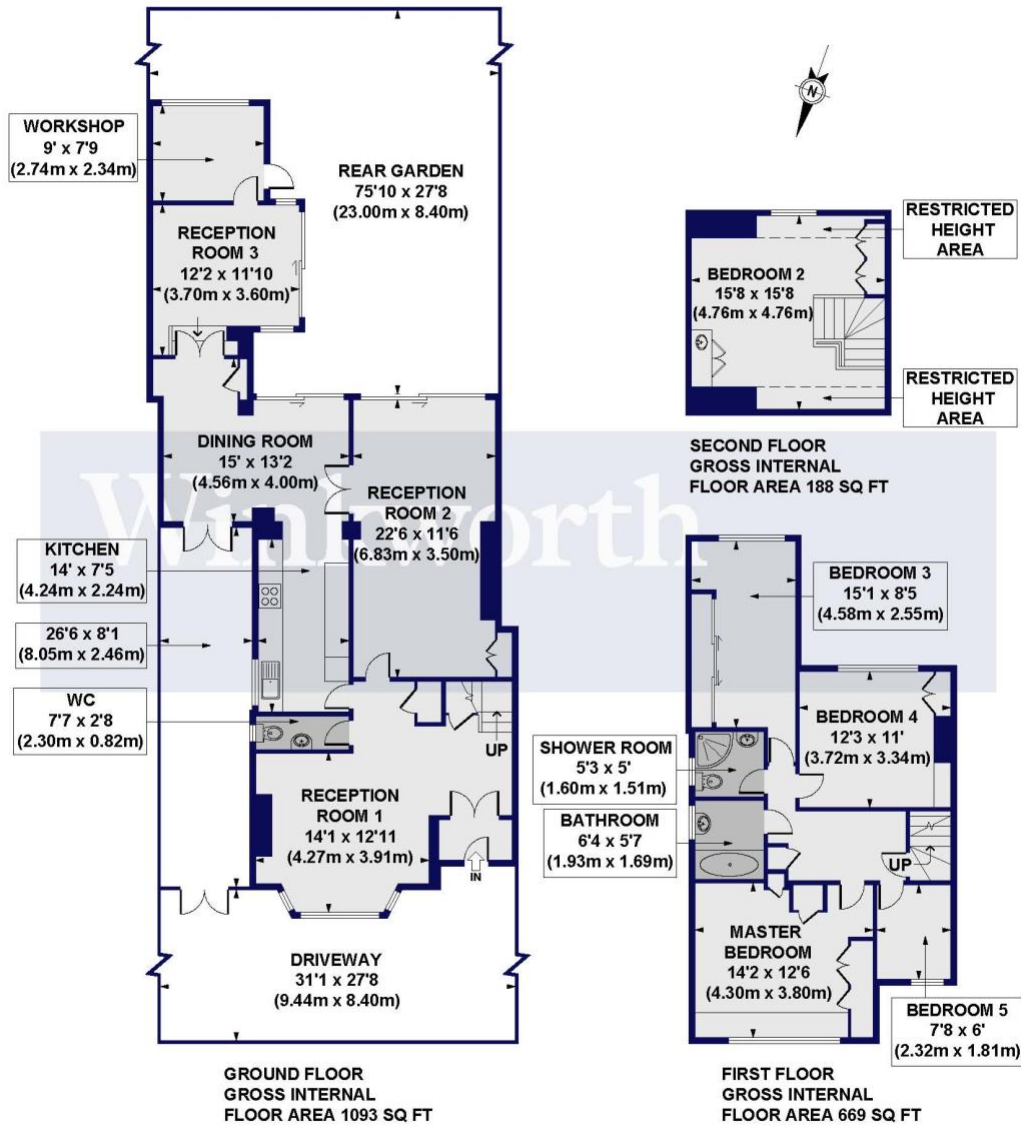 WORKSHOP
9' x 7'9
(2.74m x 2.34m)
REAR GARDEN
75'10 x 27'8
(23.00m x 8.40m)
N
RECEPTION
ROOM 3
12'2 x 11'10
(3.70m x 3.60m)
DINING ROOM
15' x 13'2
(4.56m x 4.00m)
RECEPTION
ROOM 2
22'6 x 11'6
(6.83m x 3.50m)
Winkworth
KITCHEN
14' x 7'5
(4.24m x 2.24m)
26'6 x 8'1
(8.05m x 2.46m)
WC
7'7 x 2'8
(2.30m x 0.82m)
UP
RECEPTION
ROOM 1
14'1 x 12'11
(4.27m x 3.91m)
IN
DRIVEWAY
31'1 x 27'8
(9.44m x 8.40m)
GROUND FLOOR
GROSS INTERNAL
FLOOR AREA 1093 SQ FT
RESTRICTED
HEIGHT
AREA
BEDROOM 2
15'8 x 15'8
(4.76m x 4.76m)
RESTRICTED
HEIGHT
AREA
SECOND FLOOR
GROSS INTERNAL
FLOOR AREA 188 SQ FT
BEDROOM 3
15'1 x 8'5
(4.58m x 2.55m)
BEDROOM 4
12'3 x 11'
(3.72m x 3.34m)
SHOWER ROOM
5'3 x 5'
(1.60m x 1.51m)
BATHROOM
6'4 x 5'7
(1.93m x 1.69m)
UP
MASTER
BEDROOM
14'2 x 12'6
(4.30m x 3.80m)
BEDROOM 5
7'8 x 6'
(2.32m x 1.81m)
FIRST FLOOR
GROSS INTERNAL
FLOOR AREA 669 SQ FT